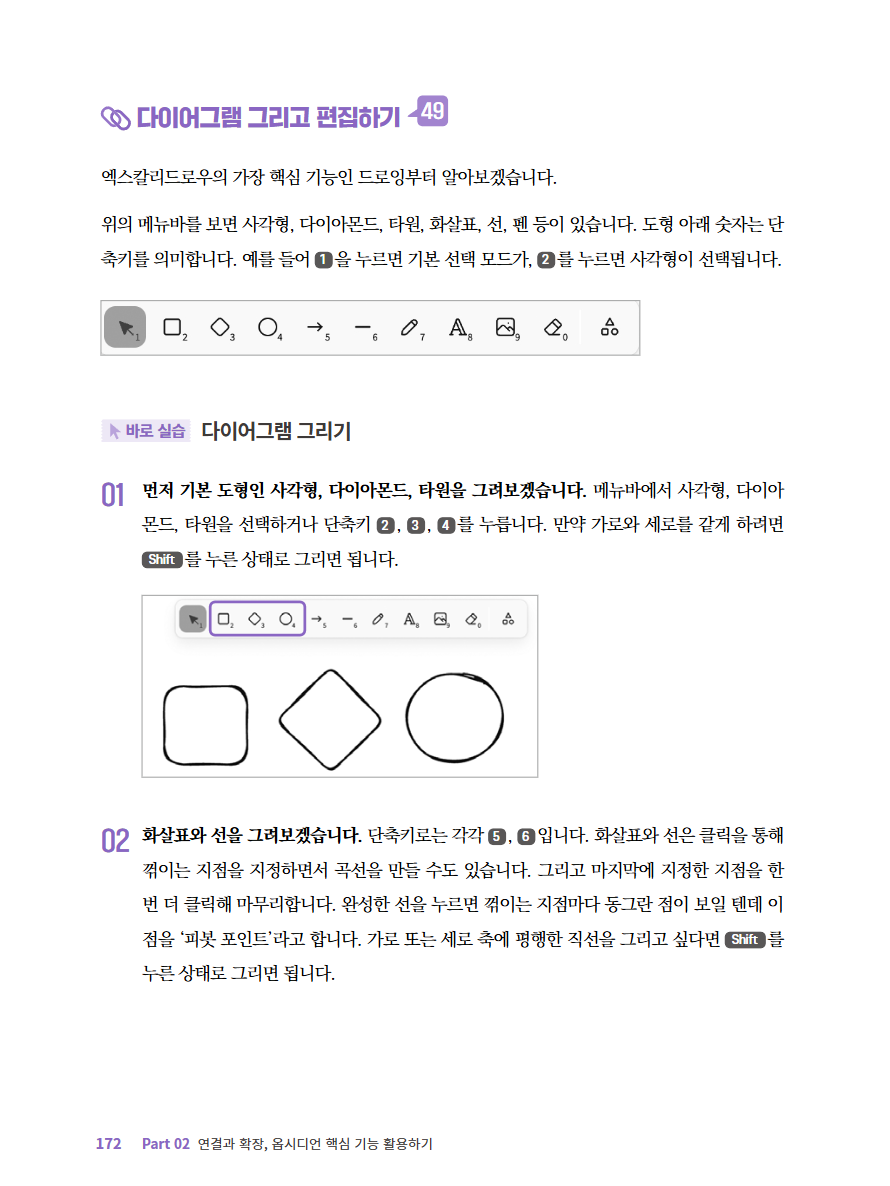 다이어그램 그리고 편집하기 49
엑스칼리드로우의 가장 핵심 기능인 드로잉부터 알아보겠습니다.
위의 메뉴바를 보면 사각형, 다이아몬드, 타원, 화살표, 선, 펜 등이 있습니다. 도형 아래 숫자는 단
축키를 의미합니다. 예를 들어 1 을 누르면 기본 선택 모드가, 2 를 누르면 사각형이 선택됩니다.
1 2 3 4 5 6 7 A 8 9 0
바로 실습 다이어그램 그리기
01 먼저 기본 도형인 사각형, 다이아몬드, 타원을 그려보겠습니다. 메뉴바에서 사각형, 다이아
몬드, 타원을 선택하거나 단축키 2 , 3 , 4 를 누릅니다. 만약 가로와 세로를 같게 하려면
Shift 를 누른 상태로 그리면 됩니다.
1 2 3 4 5 6 7 A 8 9 0
02 화살표와 선을 그려보겠습니다. 단축키로는 각각 5 , 6 입니다. 화살표와 선은 클릭을 통해
꺾이는 지점을 지정하면서 곡선을 만들 수도 있습니다. 그리고 마지막에 지정한 지점을 한
번 더 클릭해 마무리합니다. 완성한 선을 누르면 꺾이는 지점마다 동그란 점이 보일 텐데 이
점을 ‘피봇 포인트’라고 합니다. 가로 또는 세로 축에 평행한 직선을 그리고 싶다면 Shift 를
누른 상태로 그리면 됩니다.
172 Part 02 연결과 확장, 옵시디언 핵심 기능 활용하기